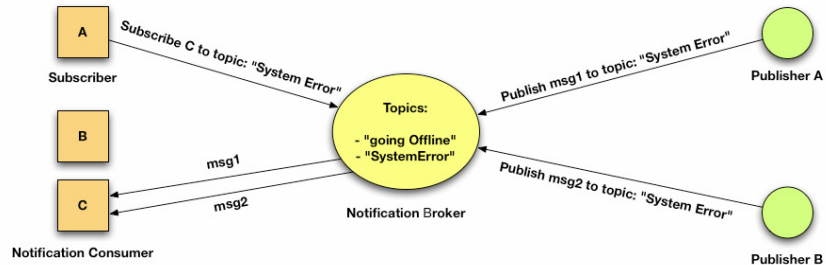 A
Subscriber
Subscribe C to topic: "System Error"
B
C
Notification Consumer
msg1
msg2
Topics:
- "going Offline"
- "SystemError"
Notification Broker
Publish msg1 to topic: "System Error"
Publisher A
Publish msg2 to topic: "System Error"
Publisher B